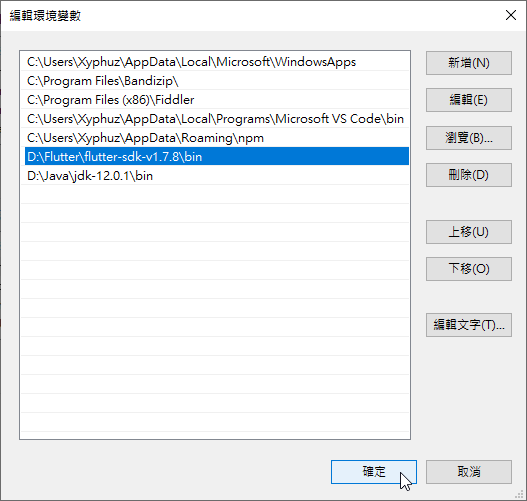 編輯環境變數
C:\Users\Xyphuz\AppData\Local\Microsoft\WindowsApps
C:\Program Files\Bandizip\
C:\Program Files (x86)\Fiddler
C:\Users\Xyphuz\AppData\Local\Programs\Microsoft VS Code\bin
C:\Users\Xyphuz\AppData\Roaming\npm
D:\Flutter\flutter-sdk-v1.7.8\bin
D:\Java\jdk-12.0.1\bin
新增(N)
編輯(E)
瀏覽(B)...
刪除(D)
上移(U)
下移(O)
編輯文字(T)...
確定
取消